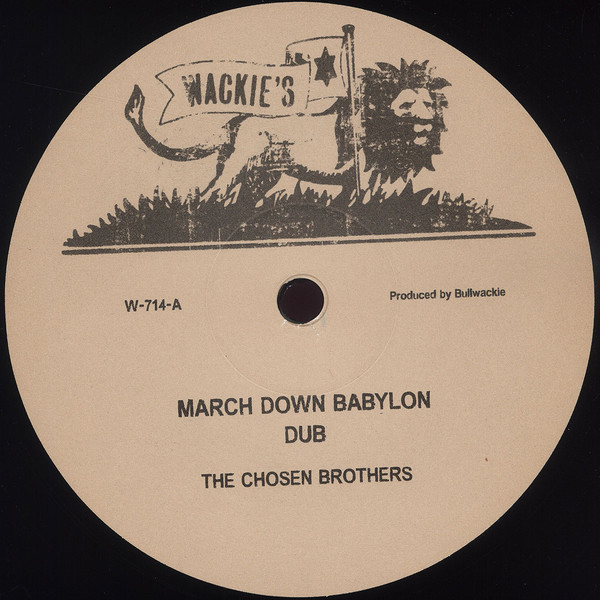 WACKIE'S
W-714-A
Produced by Bullwackie
MARCH DOWN BABYLON
DUB
THE CHOSEN BROTHERS